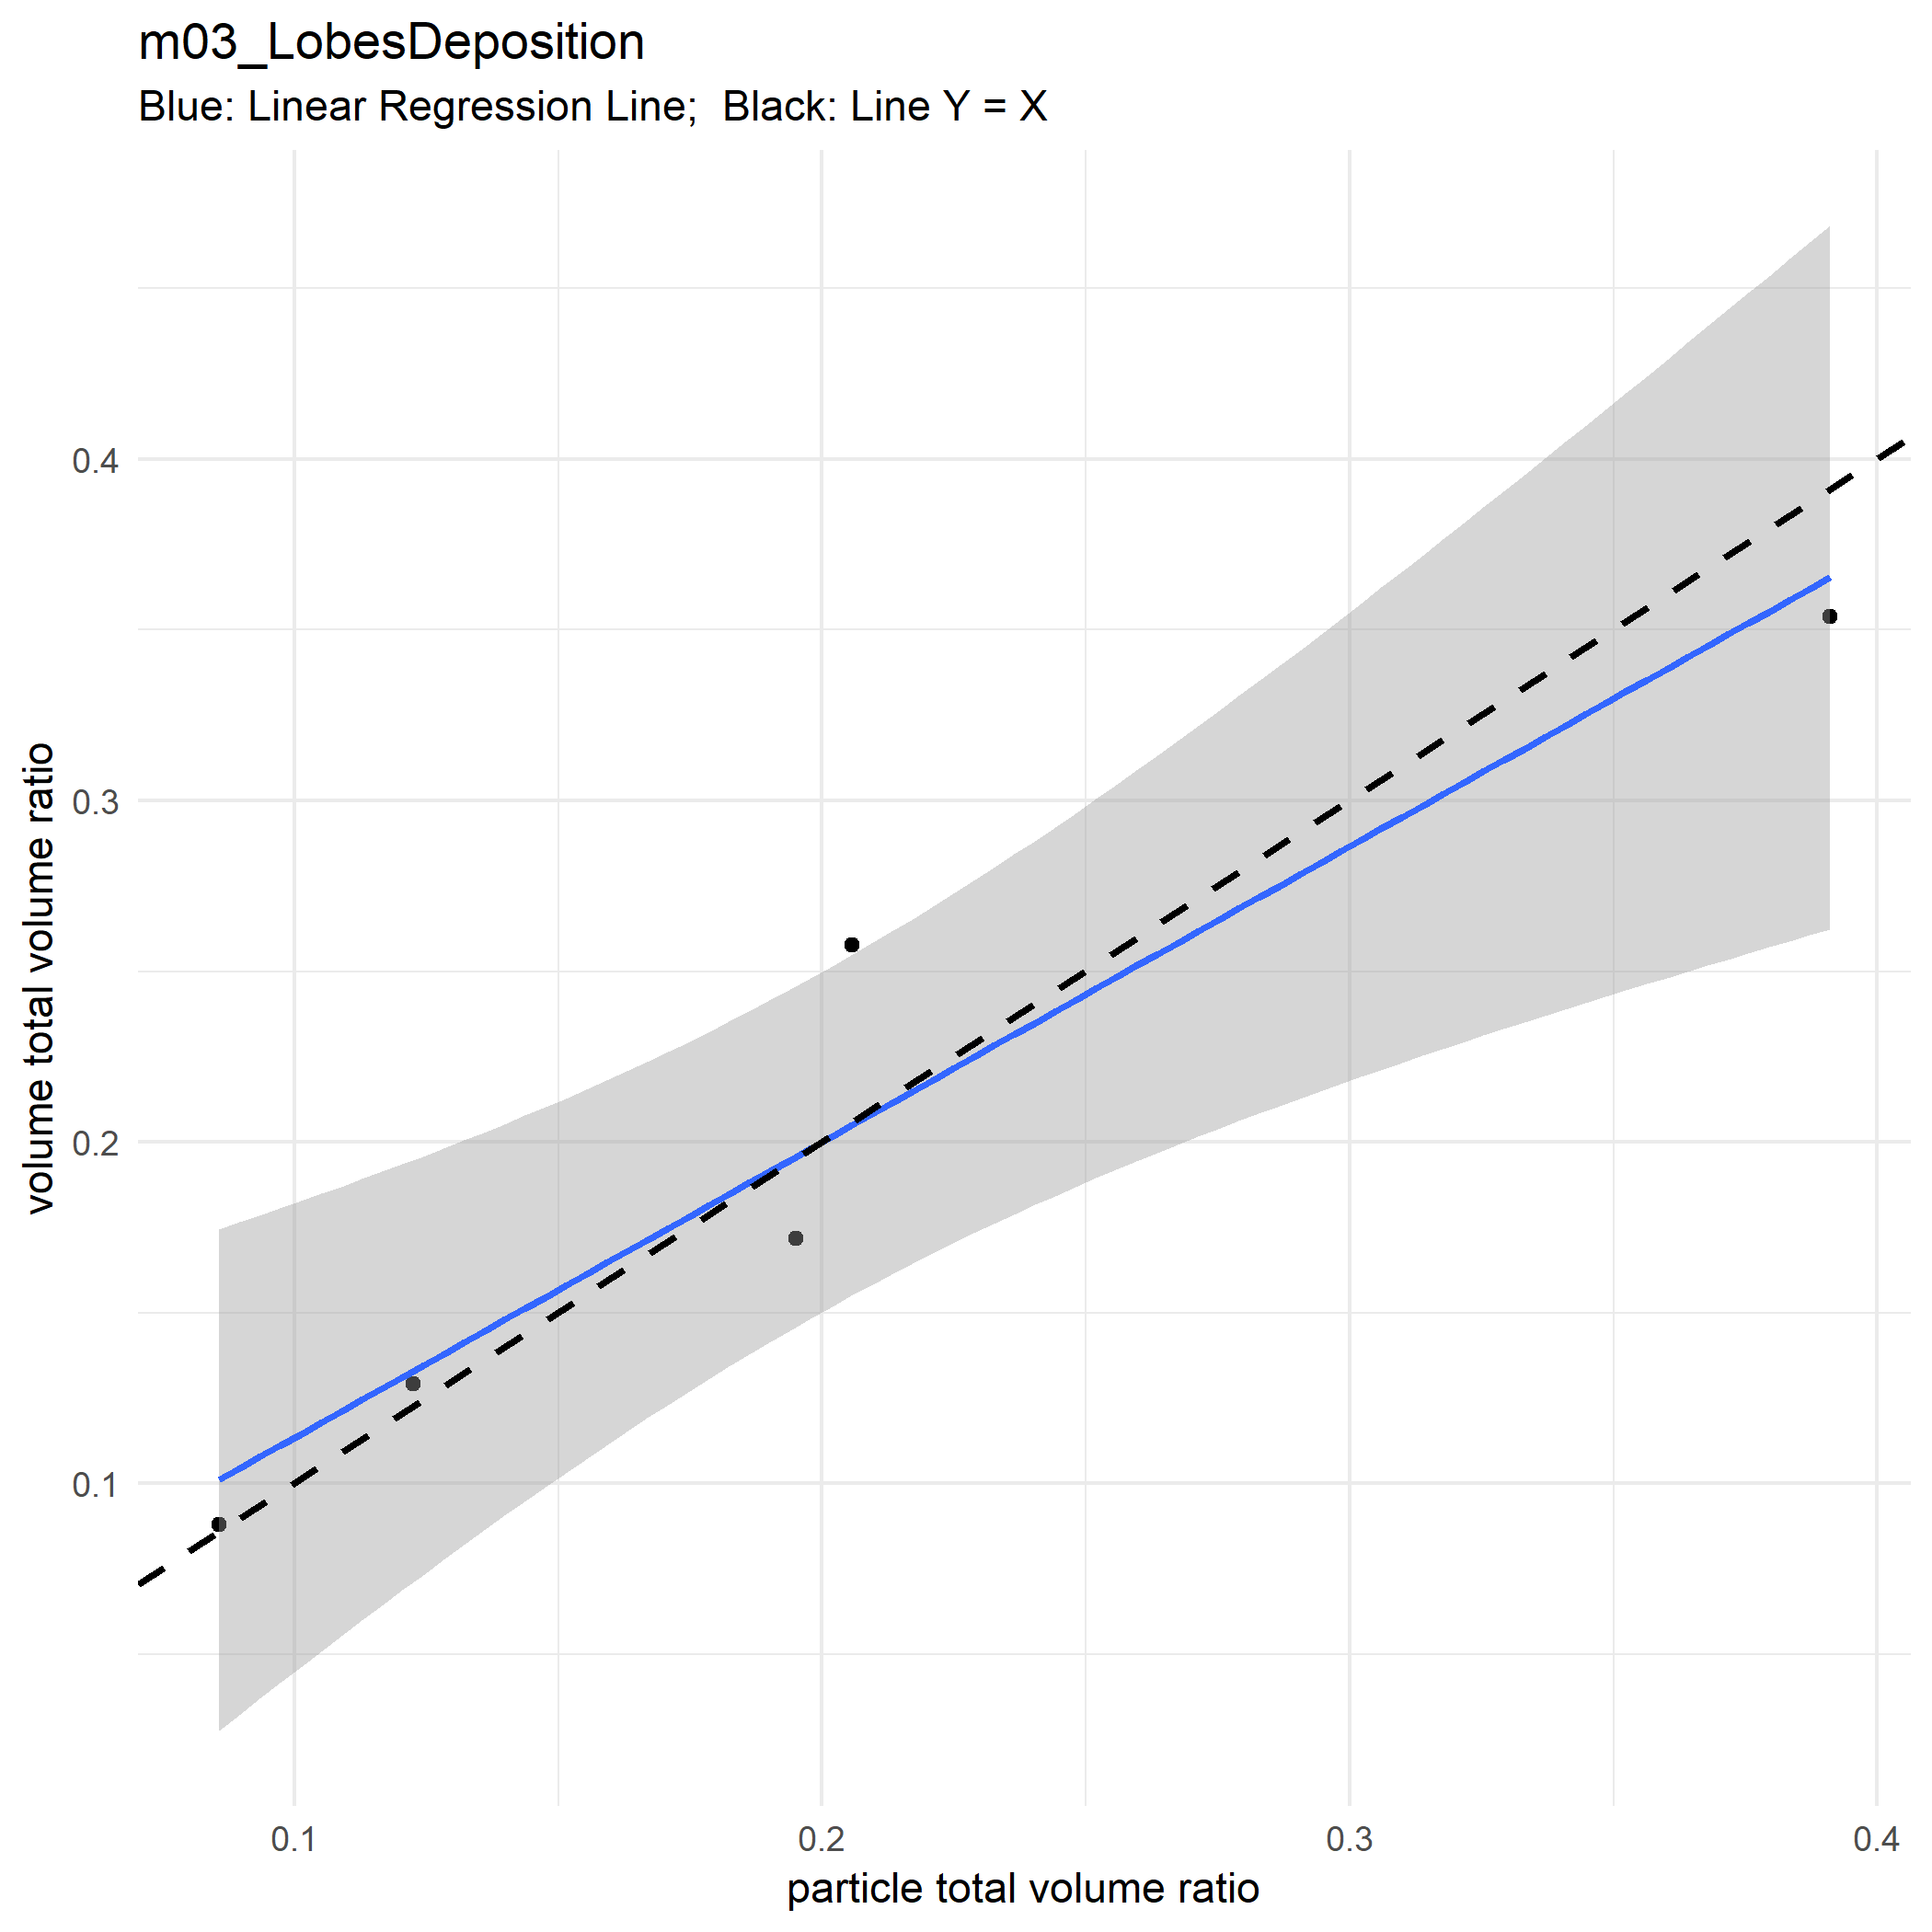 m03_LobesDeposition
Blue: Linear Regression Line;  Black: Line Y = X
volume total volume ratio
0.4
0.3
0.2
0.1
0.1
0.2
0.3
0.4
particle total volume ratio